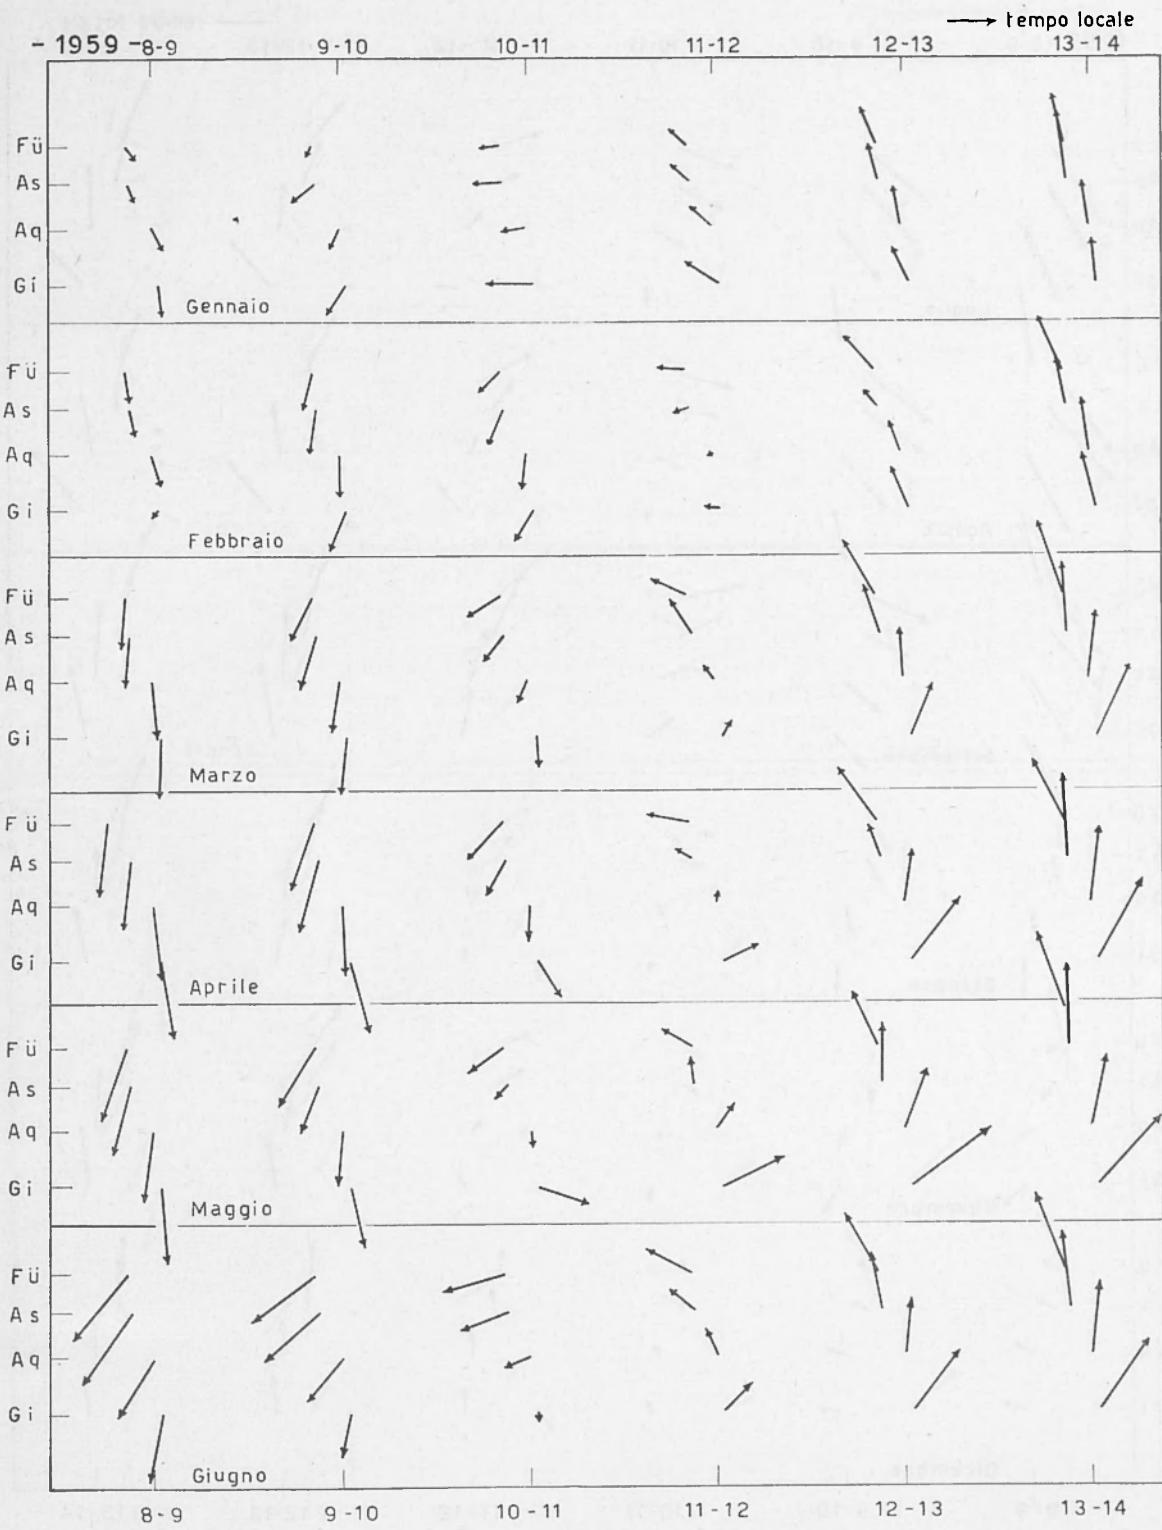 → tempo locale
- 1959 - 8-9 9-10 10-11 11-12 12-13 13-14
Fü
As
Aq
Gi
Gennaio
Fü
As
Aq
Gi
Febbraio
Fü
As
Aq
Gi
Marzo
Fü
As
Aq
Gi
Aprile
Fü
As
Aq
Gi
Maggio
Fü
As
Aq
Gi
Giugno
8-9 9-10 10-11 11-12 12-13 13-14